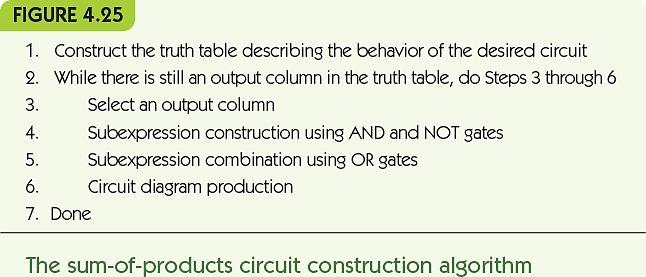 FIGURE 4.25
1. Construct the truth table describing the behavior of the desired circuit
2. While there is still an output column in the truth table, do Steps 3 through 6
3. Select an output column
4. Subexpression construction using AND and NOT gates
5. Subexpression combination using OR gates
6. Circuit diagram production
7. Done
The sum-of-products circuit construction algorithm